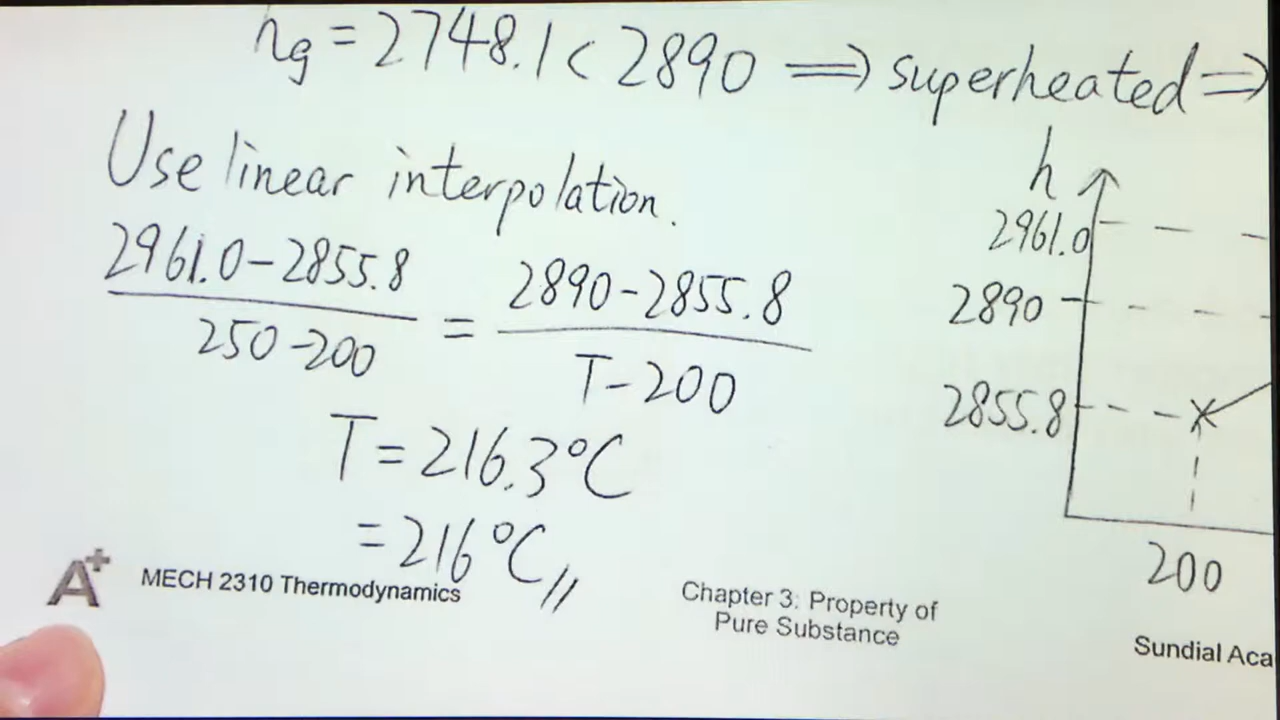 hg = 2748.1 < 2890 ⟹ superheated ⟹
Use linear interpolation.
2961.0-2855.8 / 250-200 = 2890-2855.8 / T-200
T = 216.3°C
= 216°C //
h
2961.0
2890
2855.8
200
A+
MECH 2310 Thermodynamics
Chapter 3: Property of
Pure Substance
Sundial Aca